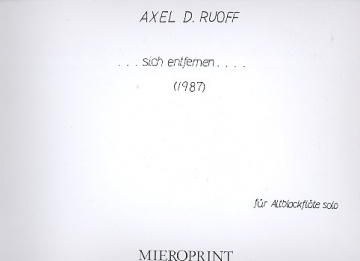 AXEL D. RUOFF
...sich entfernen....
(1987)
für Altblockflöte solo
MIEROPRINT